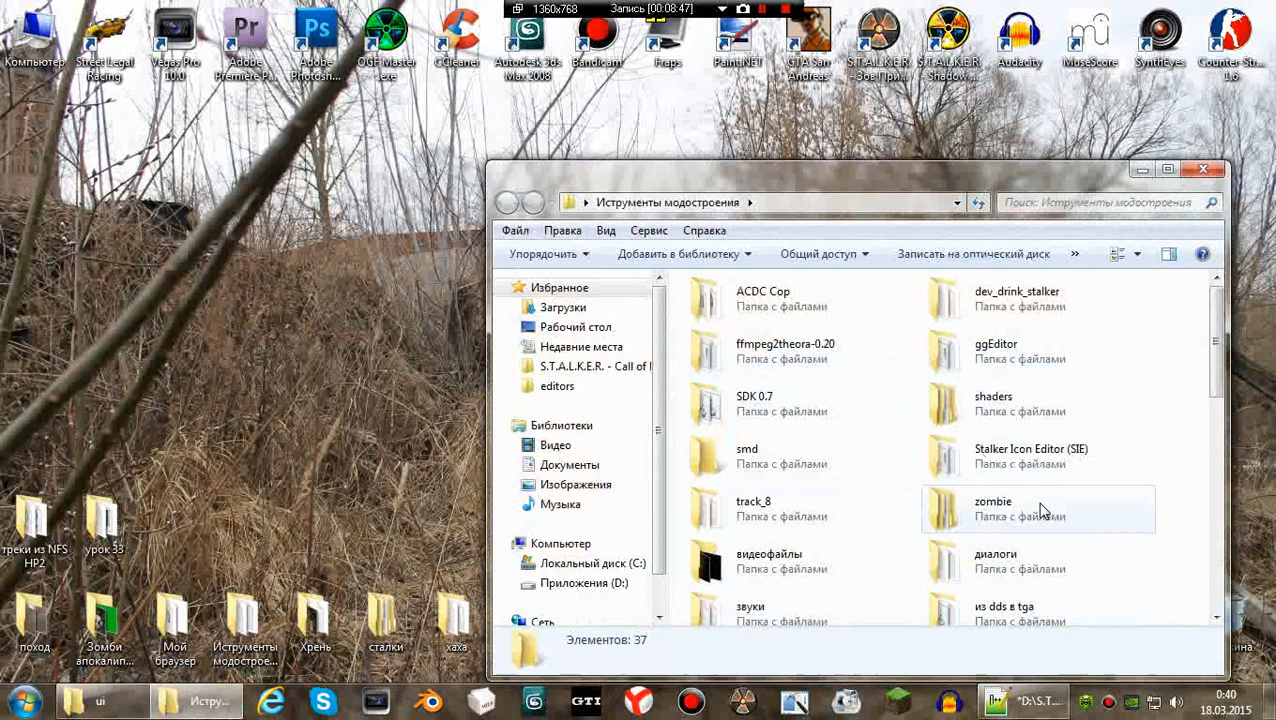 1360x768 Запись [00:08:47]
Компьютер
Street Legal Racing
Vegas Pro 10.0
Adobe Premiere P...
Adobe Photosh...
OGF Master .exe
CCleaner
Autodesk 3ds Max 2008
Bandicam
Fraps
Paint.NET
GTA San Andreas
S.T.A.L.K.E.R. - Зов При...
S.T.A.L.K.E.R. - Shadow ...
Audacity
MuseScore
SynthEyes
Counter-Str... 1.6
Иструменты модостроения
Поиск: Иструменты модостроения
Файл Правка Вид Сервис Справка
Упорядочить Добавить в библиотеку Общий доступ Записать на оптический диск »
Избранное
Загрузки
Рабочий стол
Недавние места
S.T.A.L.K.E.R. - Call of
editors
Библиотеки
Видео
Документы
Изображения
Музыка
Компьютер
Локальный диск (C:)
Приложения (D:)
Сеть
ACDC Cop
Папка с файлами
dev_drink_stalker
Папка с файлами
ffmpeg2theora-0.20
Папка с файлами
ggEditor
Папка с файлами
SDK 0.7
Папка с файлами
shaders
Папка с файлами
smd
Папка с файлами
Stalker Icon Editor (SIE)
Папка с файлами
track_8
Папка с файлами
zombie
Папка с файлами
видеофайлы
Папка с файлами
диалоги
Папка с файлами
звуки
Папка с файлами
из dds в tga
Папка с файлами
Элементов: 37
треки из NFS HP2
урок 33
поход
Зомби апокалип...
Мой браузер
Иструменты модострое...
Хрень
сталки
хаха
зина
ui
Иструм...
GTI
*D:\S.T....
0:40
18.03.2015